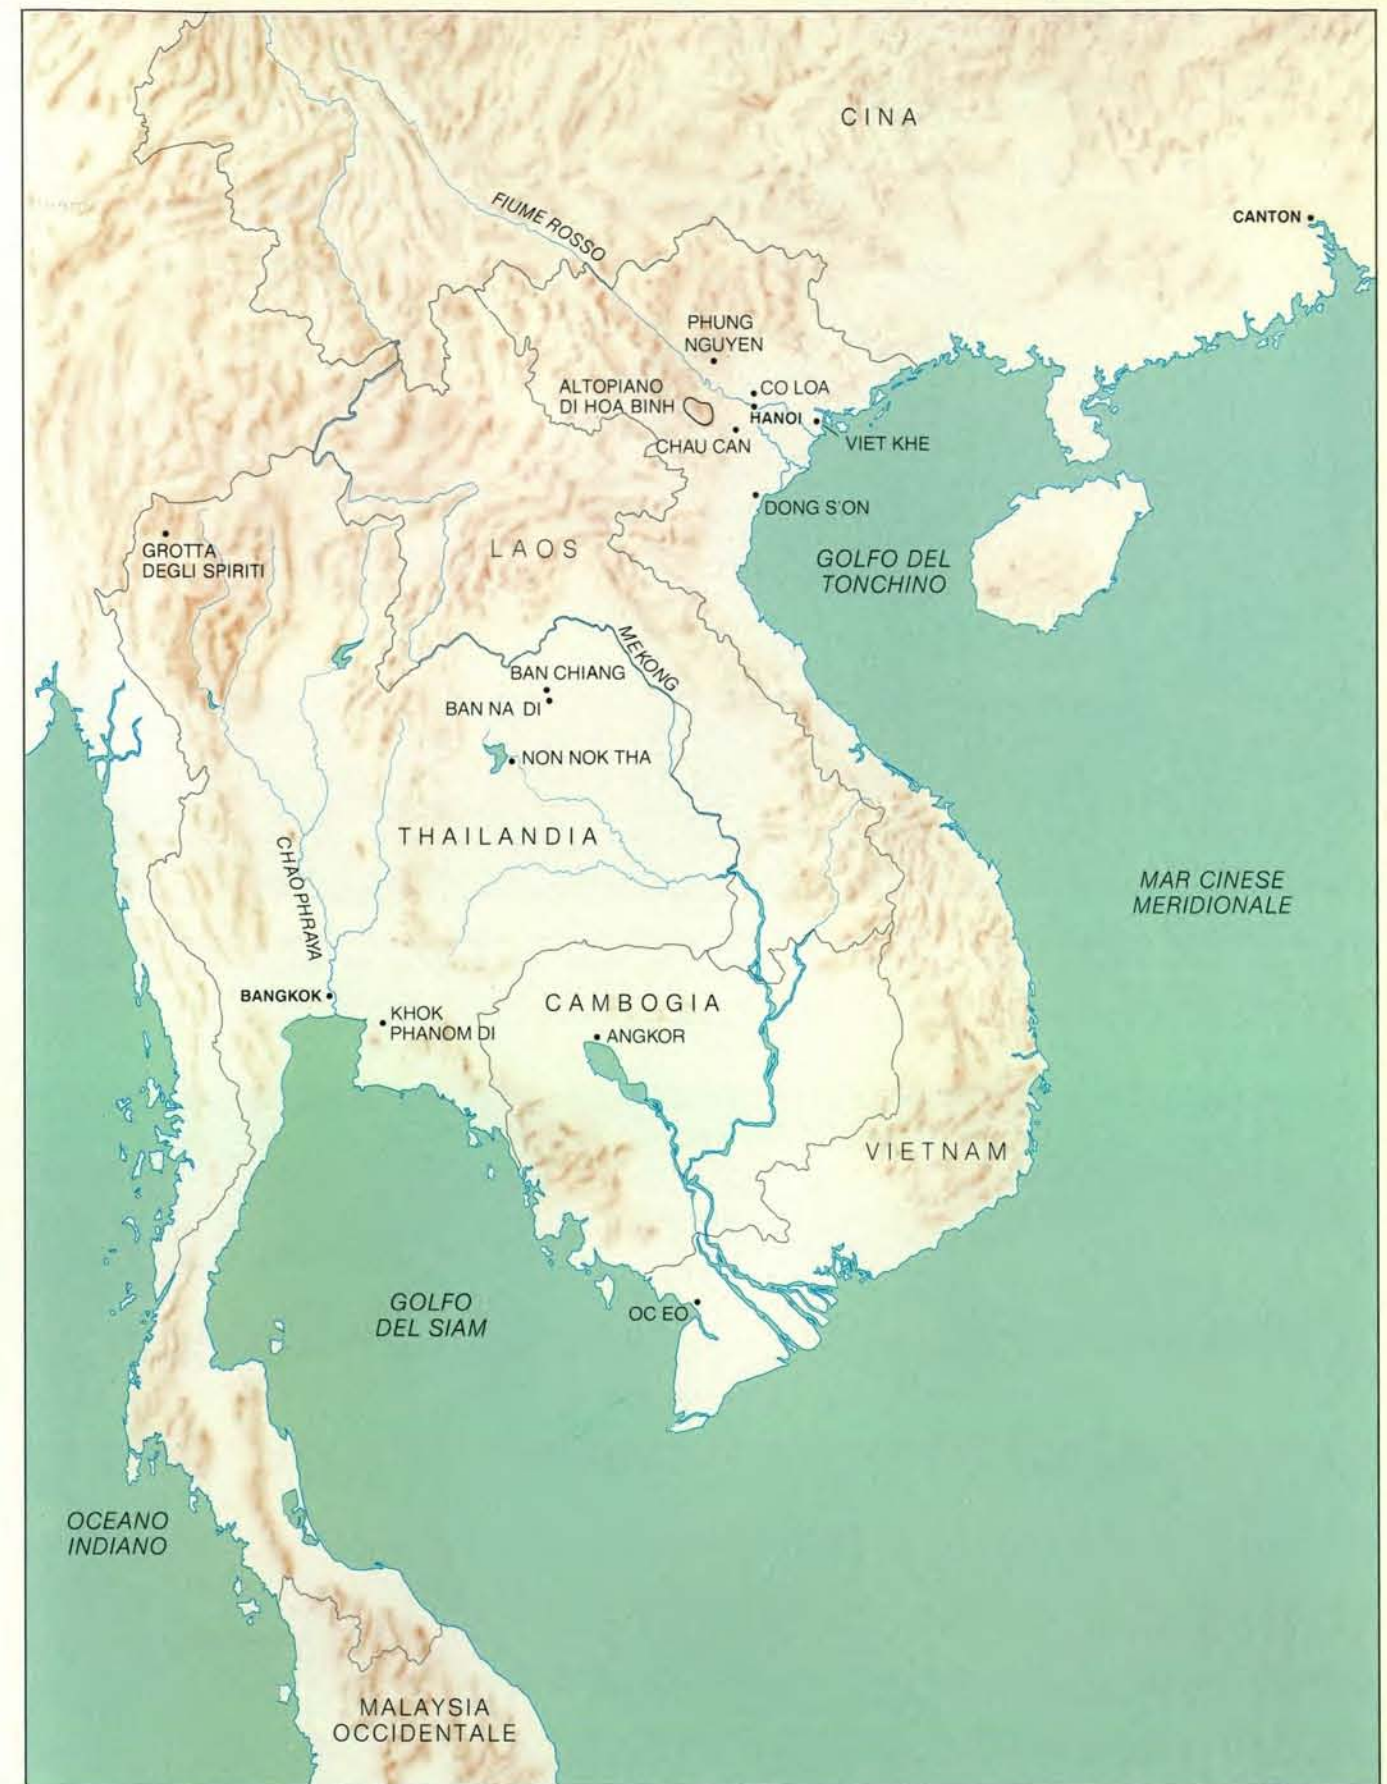 CINA
CANTON
FIUME ROSSO
PHUNG
NGUYEN
ALTOPIANO
DI HOA BINH
CO LOA
HANOI
CHAU CAN
VIET KHE
DONG S'ON
GROTTA
DEGLI SPIRITI
LAOS
GOLFO DEL
TONCHINO
MEKONG
BAN CHIANG
BAN NA DI
NON NOK THA
THAILANDIA
CHAO PHRAYA
MAR CINESE
MERIDIONALE
BANGKOK
KHOK
PHANOM DI
CAMBOGIA
ANGKOR
VIETNAM
GOLFO
DEL SIAM
OC EO
OCEANO
INDIANO
MALAYSIA
OCCIDENTALE